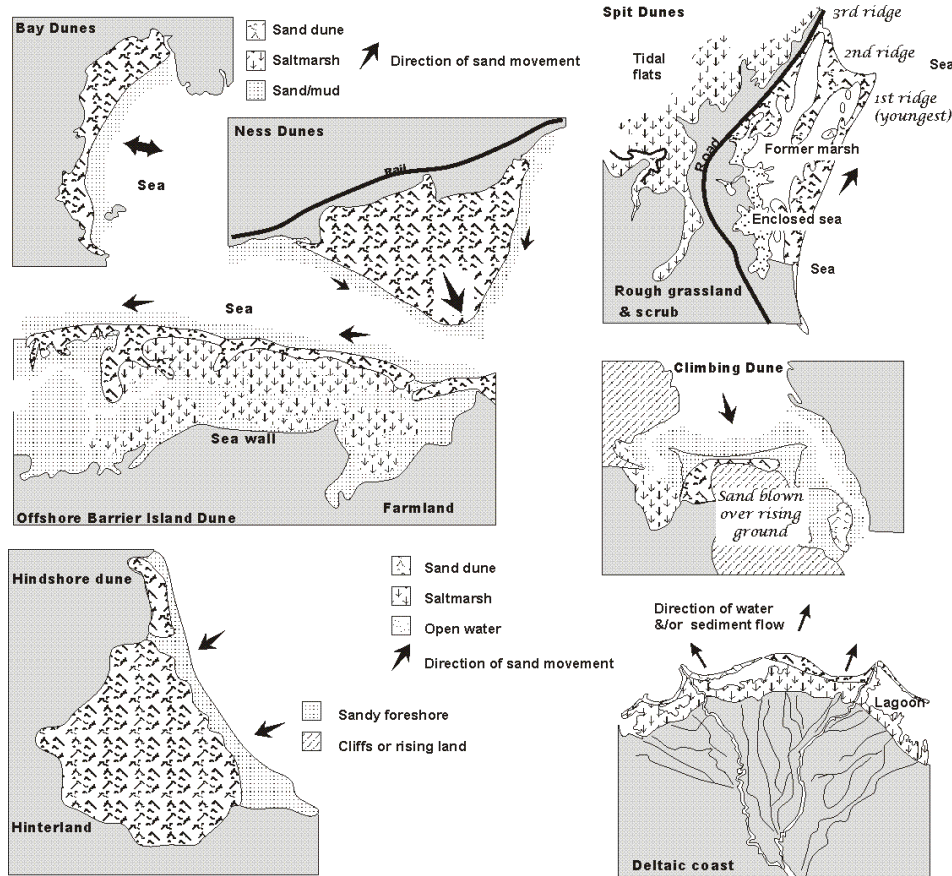 Bay Dunes
Sand dune
Saltmarsh
Sand/mud
Direction of sand movement
Sea
Ness Dunes
Rail
Spit Dunes
3rd ridge
2nd ridge
Sea
1st ridge
(youngest)
Tidal
flats
Road
Former marsh
Enclosed sea
Sea
Rough grassland
& scrub
Sea
Sea wall
Farmland
Offshore Barrier Island Dune
Climbing Dune
Sand blown
over rising
ground
Hindshore dune
Hinterland
Sand dune
Saltmarsh
Open water
Direction of sand movement
Sandy foreshore
Cliffs or rising land
Direction of water
&/or sediment flow
Lagoon
Deltaic coast